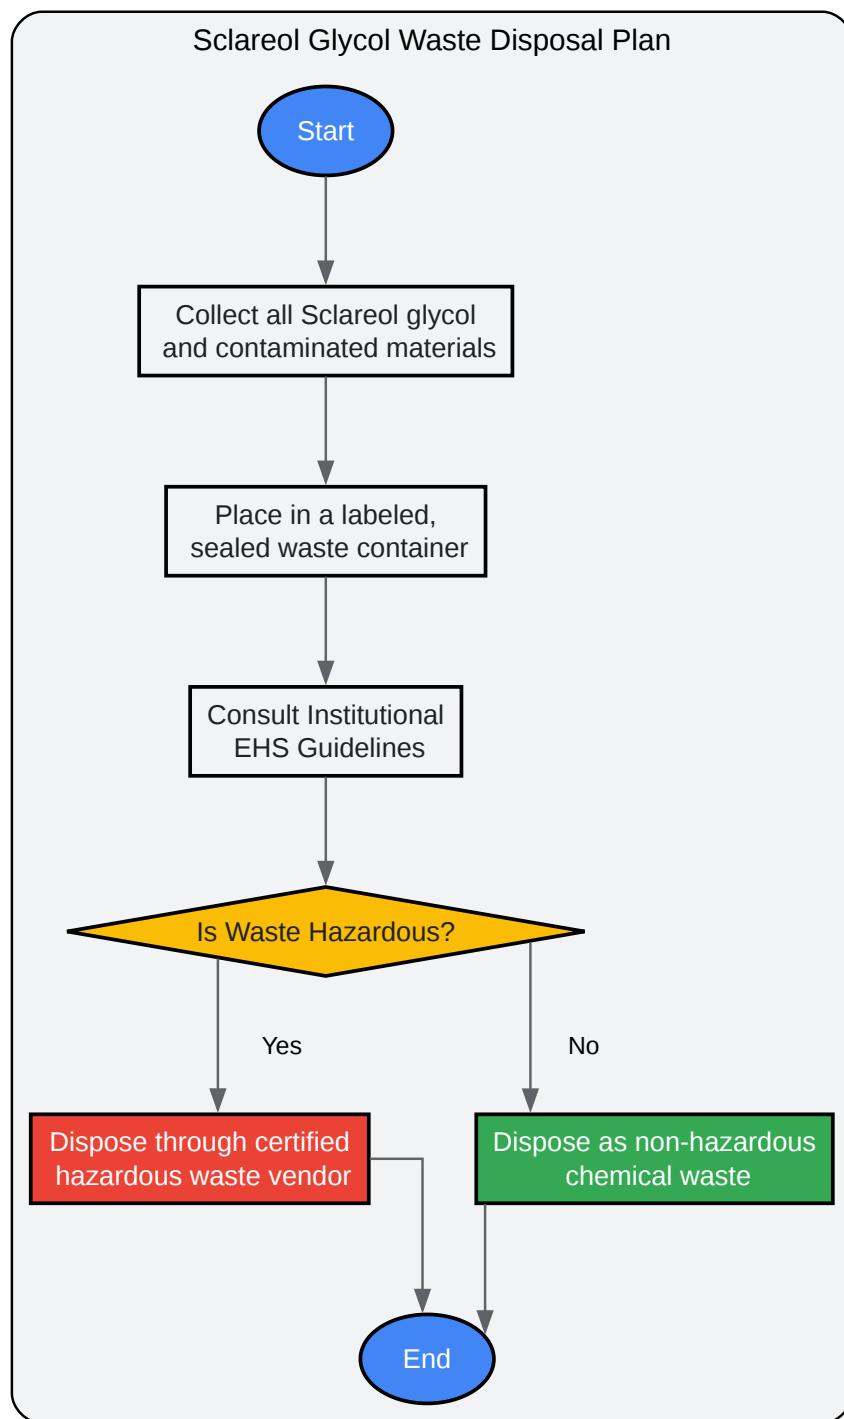 Sclareol Glycol Waste Disposal Plan
Start
Collect all Sclareol glycol
and contaminated materials
Place in a labeled,
sealed waste container
Consult Institutional
EHS Guidelines
Is Waste Hazardous?
Yes
No
Dispose through certified
hazardous waste vendor
Dispose as non-hazardous
chemical waste
End